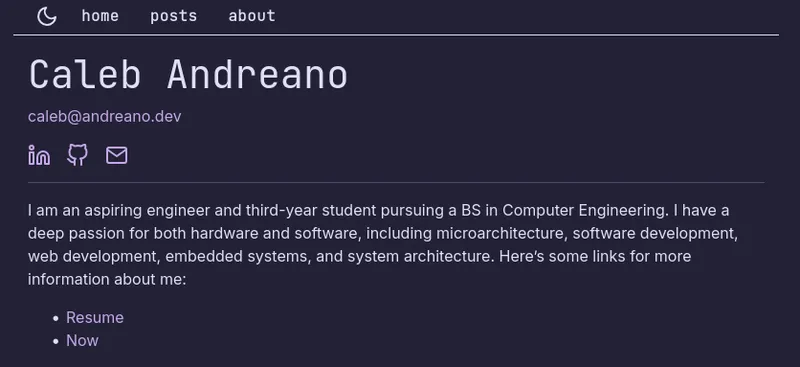 home posts about
Caleb Andreano
caleb@andreano.dev
I am an aspiring engineer and third-year student pursuing a BS in Computer Engineering. I have a
deep passion for both hardware and software, including microarchitecture, software development,
web development, embedded systems, and system architecture. Here’s some links for more
information about me:
• Resume
• Now